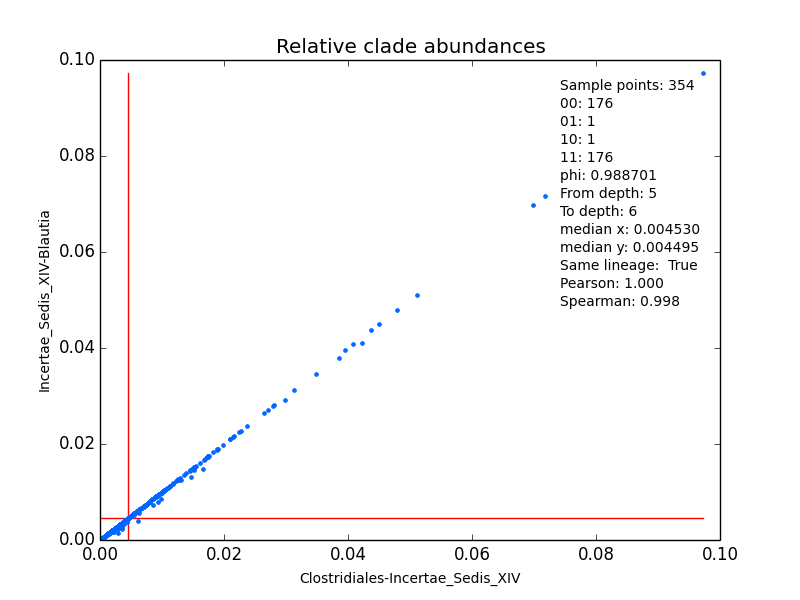 Relative clade abundances
0.10
0.08
0.06
0.04
0.02
0.00
Incertae_Sedis_XIV-Blautia
Sample points: 354
00: 176
01: 1
10: 1
11: 176
phi: 0.988701
From depth: 5
To depth: 6
median x: 0.004530
median y: 0.004495
Same lineage:  True
Pearson: 1.000
Spearman: 0.998
0.00 0.02 0.04 0.06 0.08 0.10
Clostridiales-Incertae_Sedis_XIV